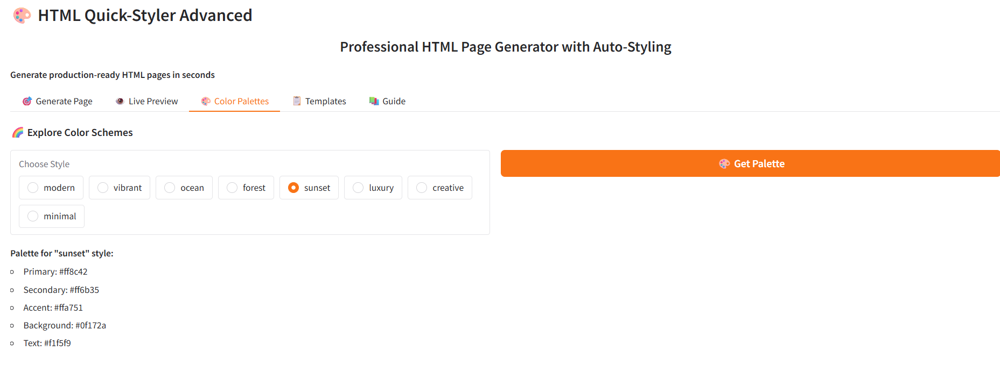 HTML Quick-Styler Advanced
Professional HTML Page Generator with Auto-Styling
Generate production-ready HTML pages in seconds
Generate Page Live Preview Color Palettes Templates Guide
Explore Color Schemes
Choose Style
modern vibrant ocean forest sunset luxury creative
minimal
Get Palette
Palette for "sunset" style:
Primary: #ff8c42
Secondary: #ff6b35
Accent: #ffa751
Background: #0f172a
Text: #f1f5f9